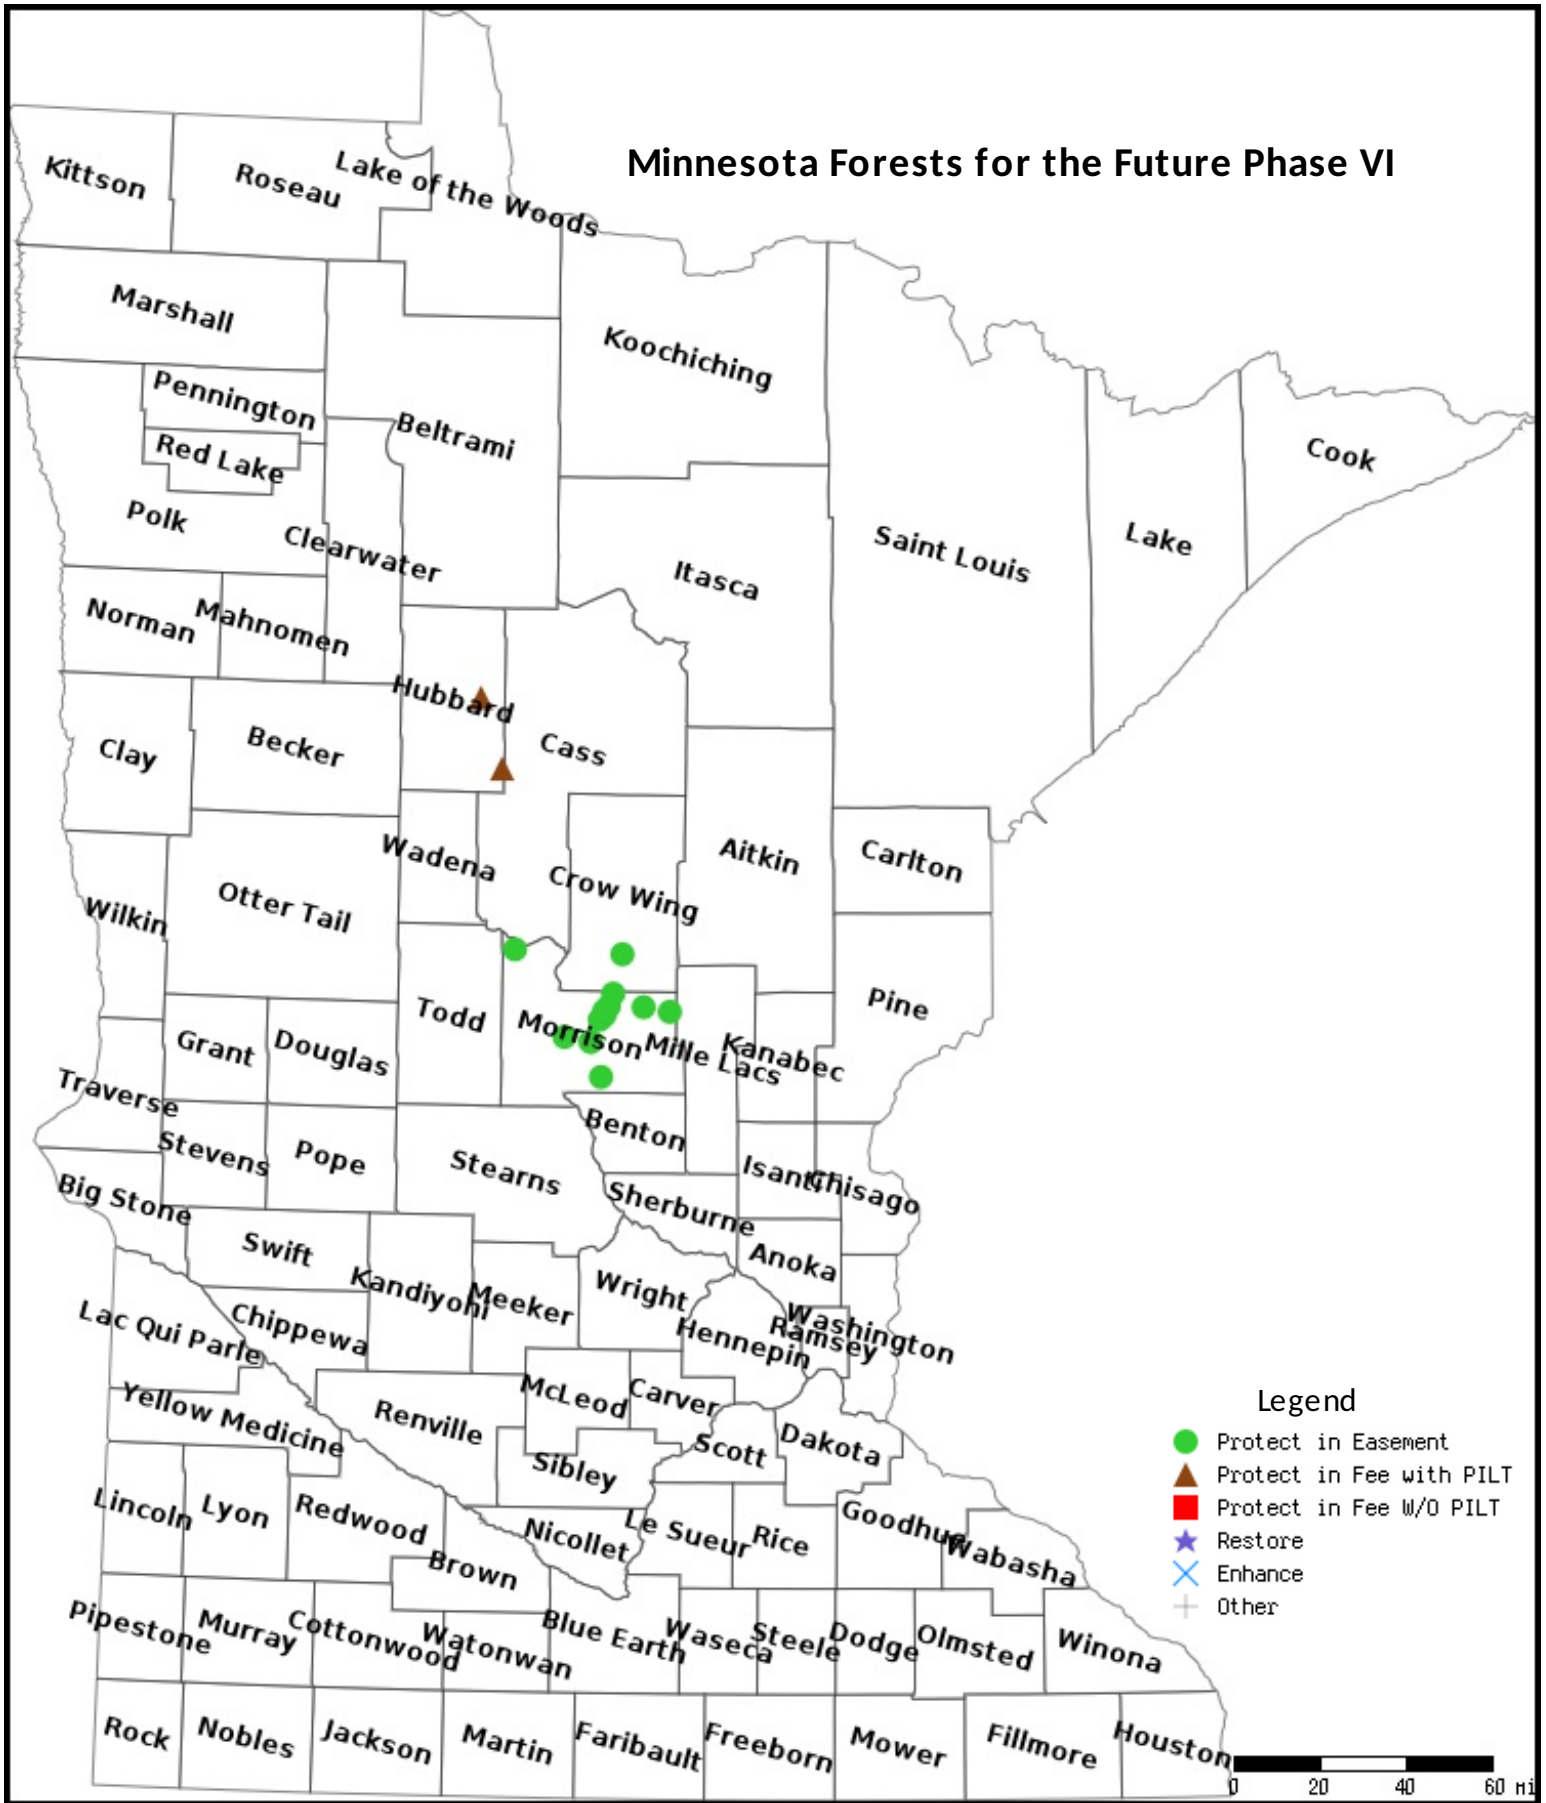 Minnesota Forests for the Future Phase VI
Kittson
Roseau
Lake of the Woods
Marshall
Koochiching
Pennington
Beltrami
Red Lake
Cook
Polk
Clearwater
Saint Louis
Lake
Itasca
Norman
Mahnomen
Hubbard
Cass
Clay
Becker
Wadena
Crow Wing
Aitkin
Carlton
Otter Tail
Wilkin
Todd
Morrison
Mille Lacs
Kanabec
Pine
Grant
Douglas
Traverse
Benton
Stevens
Pope
Stearns
Isanti
Chisago
Big Stone
Sherburne
Swift
Anoka
Kandiyohi
Meeker
Wright
Washington
Ramsey
Hennepin
Lac Qui Parle
Chippewa
McLeod
Carver
Yellow Medicine
Renville
Scott
Dakota
Sibley
Lincoln
Lyon
Redwood
Nicollet
Le Sueur
Rice
Goodhue
Wabasha
Brown
Pipestone
Murray
Cottonwood
Watonwan
Blue Earth
Waseca
Steele
Dodge
Olmsted
Winona
Rock
Nobles
Jackson
Martin
Faribault
Freeborn
Mower
Fillmore
Houston
Legend
Protect in Easement
Protect in Fee with PILT
Protect in Fee W/O PILT
Restore
Enhance
Other
0 20 40 60 mi